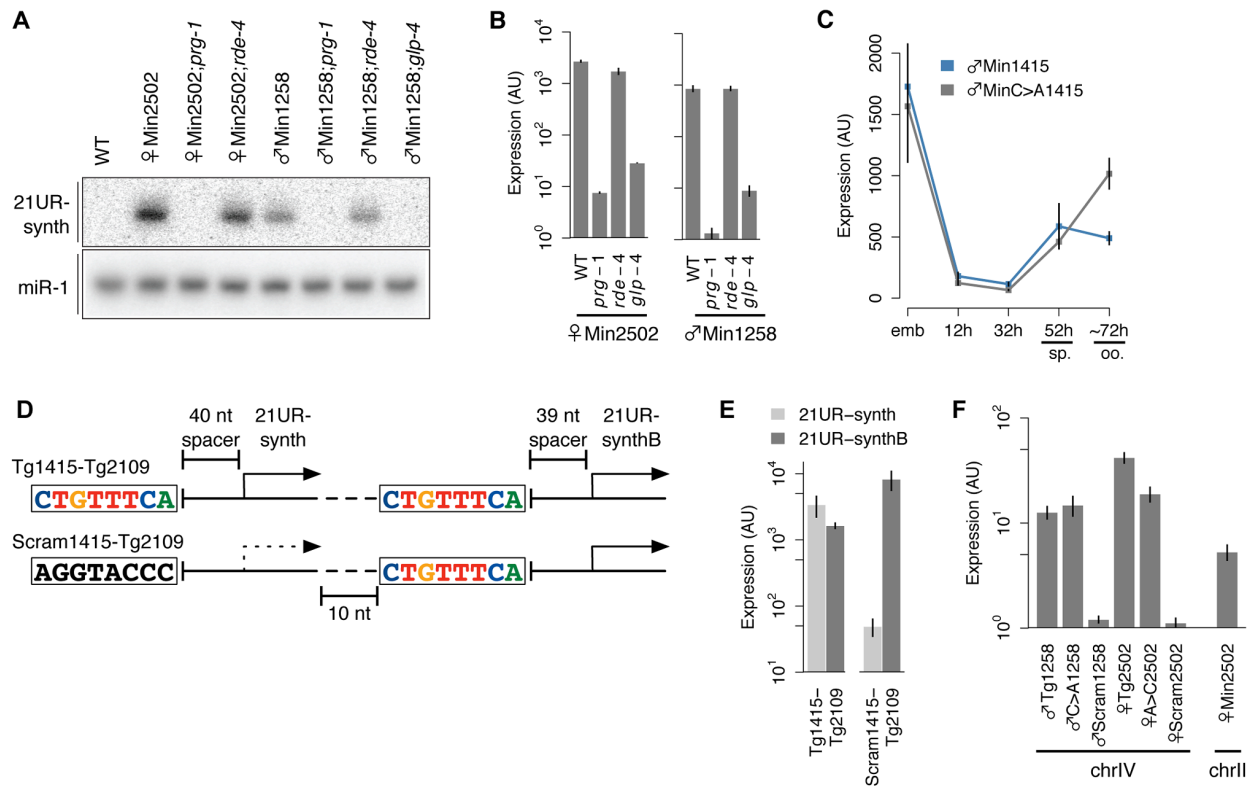 A
WT
♀Min2502
♀Min2502;prg-1
♀Min2502;rde-4
♂Min1258
♂Min1258;prg-1
♂Min1258;rde-4
♂Min1258;glp-4
21UR-
synth
miR-1
B
Expression (AU)
10^4
10^3
10^2
10^1
10^0
WT
prg-1
rde-4
glp-4
WT
prg-1
rde-4
glp-4
♀Min2502
♂Min1258
C
♂Min1415
♂MinC>A1415
Expression (AU)
2000
1500
1000
500
0
emb
12h
32h
52h
~72h
sp.
oo.
D
40 nt
spacer
21UR-
synth
39 nt
spacer
21UR-
synthB
Tg1415-Tg2109
CTGTTTCA
CTGTTTCA
Scram1415-Tg2109
AGGTACCC
CTGTTTCA
10 nt
E
21UR-synth
21UR-synthB
Expression (AU)
10^4
10^3
10^2
10^1
Tg1415-
Tg2109
Scram1415-
Tg2109
F
Expression (AU)
10^2
10^1
10^0
♂Tg1258
♂C>A1258
♂Scram1258
♀Tg2502
♀A>C2502
♀Scram2502
♀Min2502
chrIV
chrII